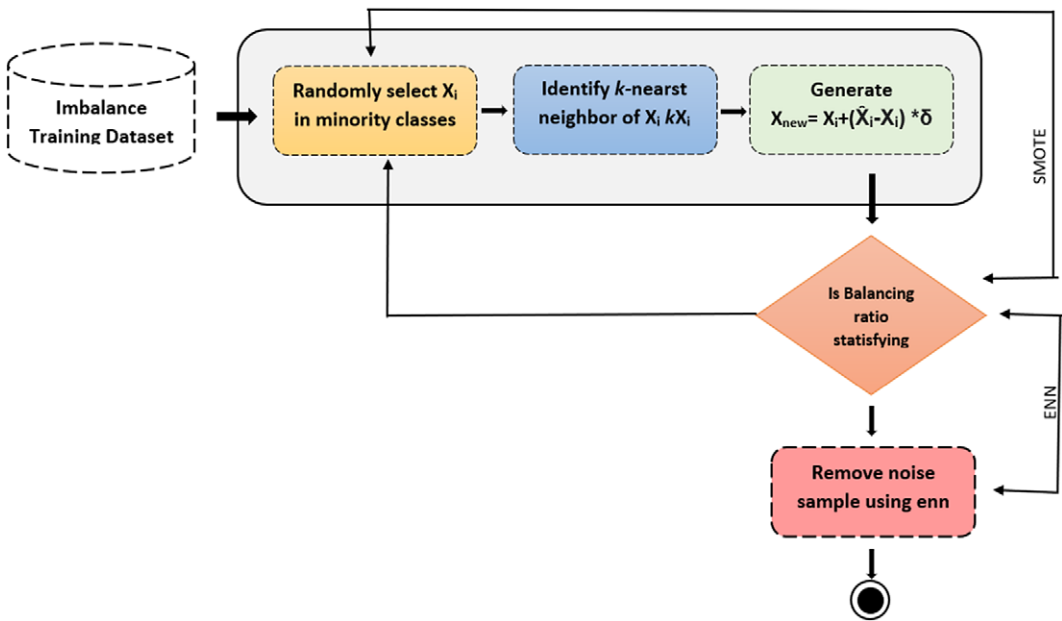 Imbalance
Training Dataset
Randomly select Xᵢ
in minority classes
Identify k-nearst
neighbor of Xᵢ kXᵢ
Generate
Xnew= Xᵢ+(X̂ᵢ-Xᵢ) *δ
SMOTE
Is Balancing
ratio
statisfying
ENN
Remove noise
sample using enn